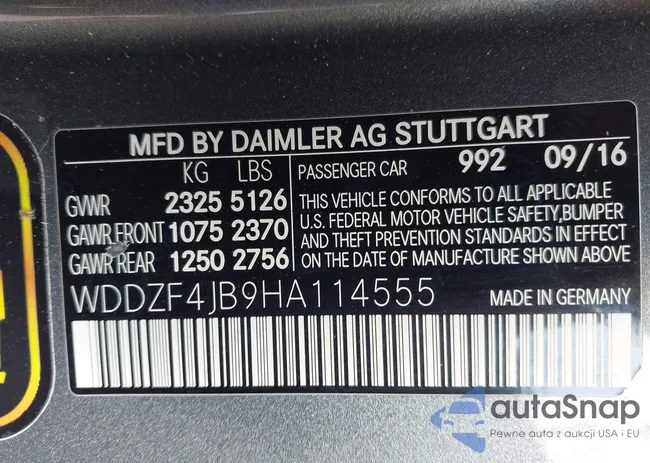 MFD BY DAIMLER AG STUTTGART
KG LBS
GVWR 2325 5126
GAWR FRONT 1075 2370
GAWR REAR 1250 2756
PASSENGER CAR 992 09/16
THIS VEHICLE CONFORMS TO ALL APPLICABLE
U.S. FEDERAL MOTOR VEHICLE SAFETY,BUMPER
AND THEFT PREVENTION STANDARDS IN EFFECT
ON THE DATE OF MANUFACTURE SHOWN ABOVE
WDDZF4JB9HA114555 MADE IN GERMANY
autoSnap
Pewne auta z aukcji USA i EU